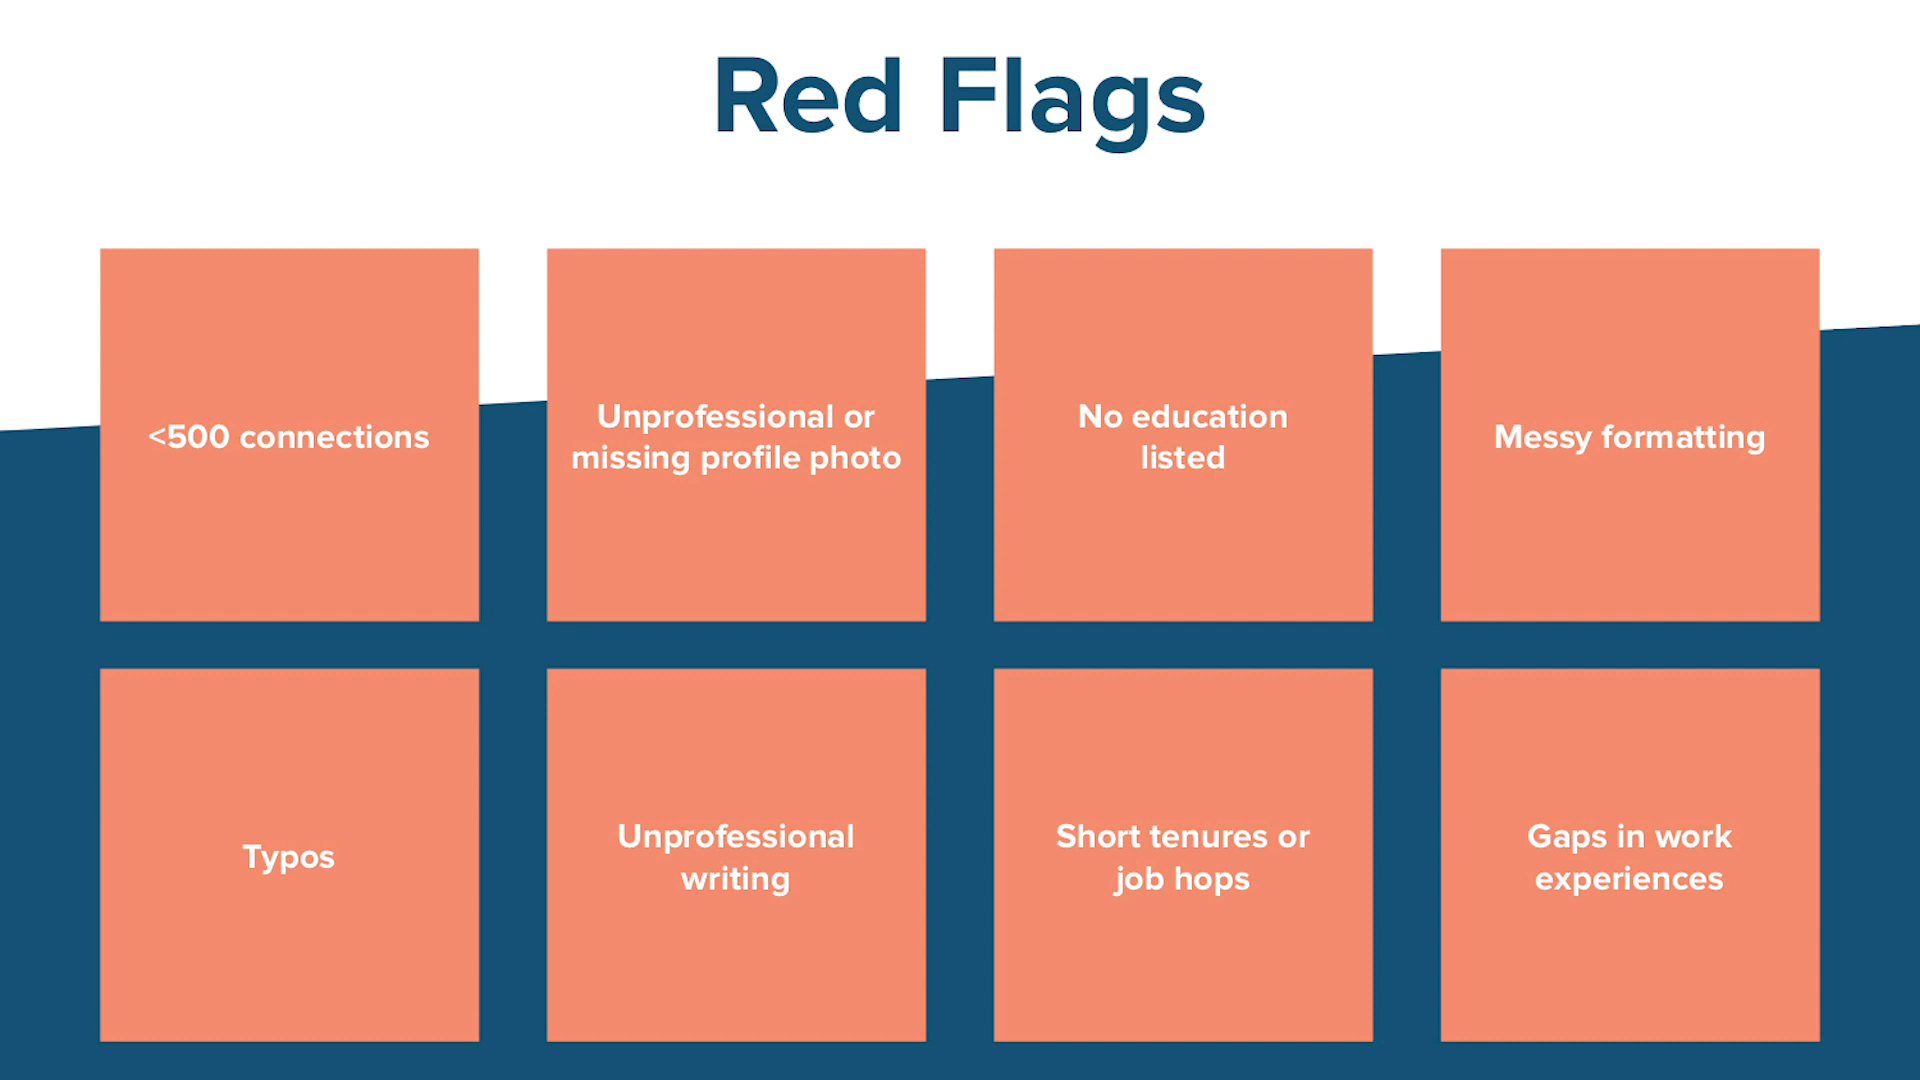 Red Flags
<500 connections
Unprofessional or
missing profile photo
No education
listed
Messy formatting
Typos
Unprofessional
writing
Short tenures or
job hops
Gaps in work
experiences